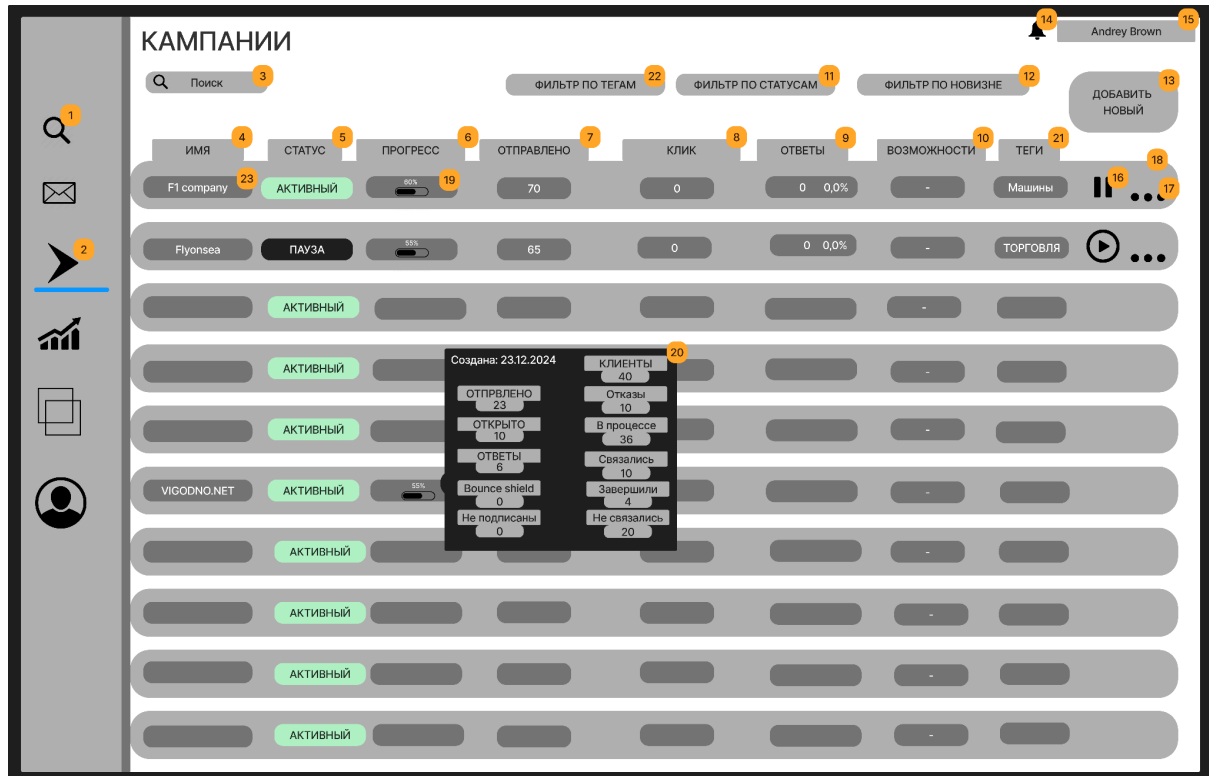 14
15
КАМПАНИИ
Andrey Brown
Поиск
3
ФИЛЬТР ПО ТЕГАМ
22
ФИЛЬТР ПО СТАТУСАМ
11
ФИЛЬТР ПО НОВИЗНЕ
12
13
ДОБАВИТЬ
НОВЫЙ
1
ИМЯ
4
СТАТУС
5
ПРОГРЕСС
6
ОТПРАВЛЕНО
7
КЛИК
8
ОТВЕТЫ
9
ВОЗМОЖНОСТИ
10
ТЕГИ
21
18
F1 company
23
АКТИВНЫЙ
60%
19
70
0
0 0,0%
-
Машины
16
17
2
Flyonsea
ПАУЗА
55%
65
0
0 0,0%
-
ТОРГОВЛЯ
АКТИВНЫЙ
-
АКТИВНЫЙ
-
АКТИВНЫЙ
-
VIGODNO.NET
АКТИВНЫЙ
55%
-
АКТИВНЫЙ
-
АКТИВНЫЙ
-
АКТИВНЫЙ
-
АКТИВНЫЙ
-
20
Создана: 23.12.2024
КЛИЕНТЫ
40
ОТПРВЛЕНО
23
Отказы
10
ОТКРЫТО
10
В процессе
36
ОТВЕТЫ
6
Связались
10
Bounce shield
0
Завершили
4
Не подписаны
0
Не связались
20